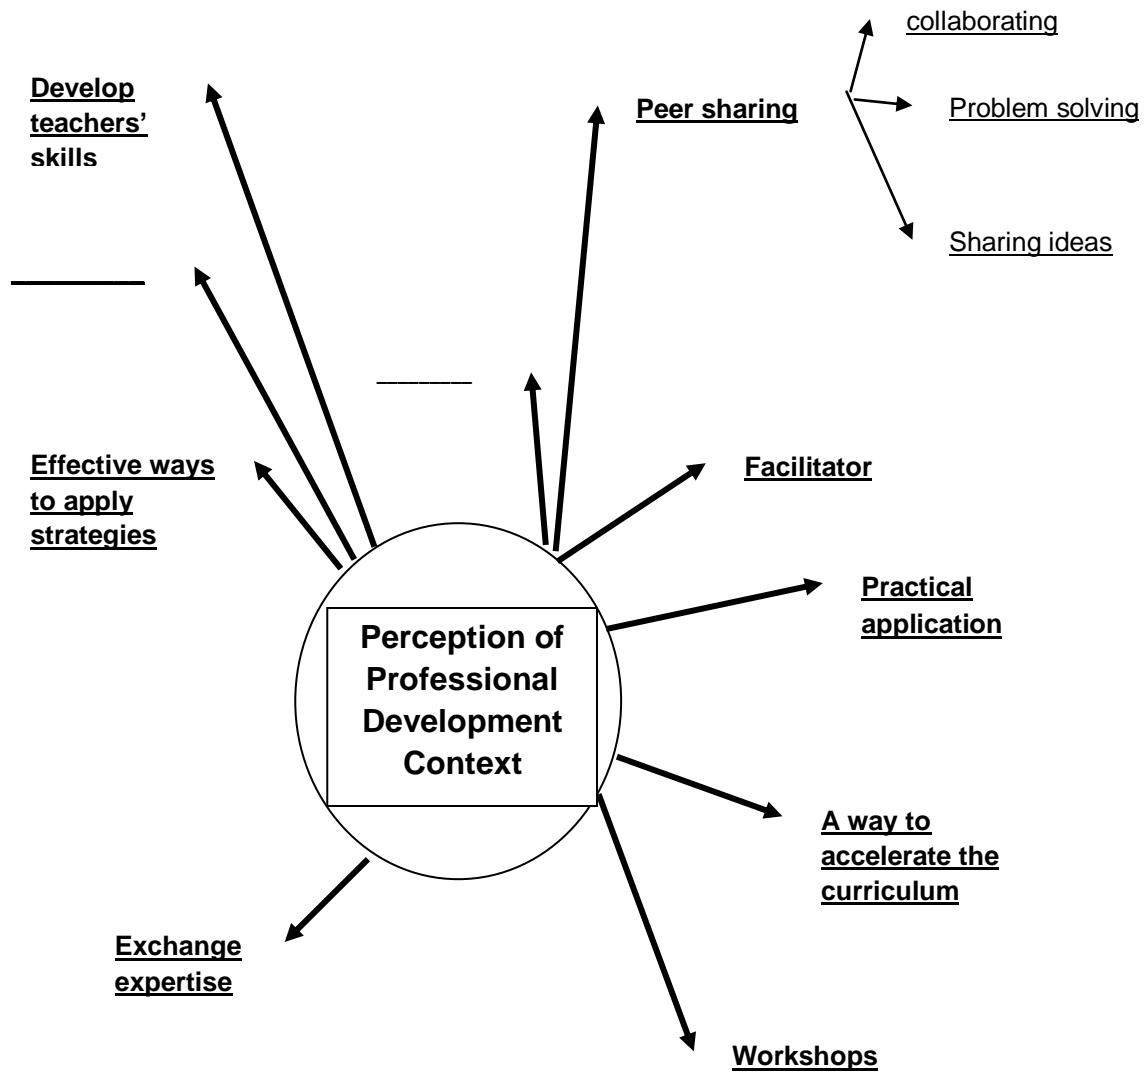 collaborating
Develop
teachers’
skills
Peer sharing
Problem solving
Sharing ideas
Effective ways
to apply
strategies
Facilitator
Practical
application
Perception of
Professional
Development
Context
A way to
accelerate the
curriculum
Exchange
expertise
Workshops